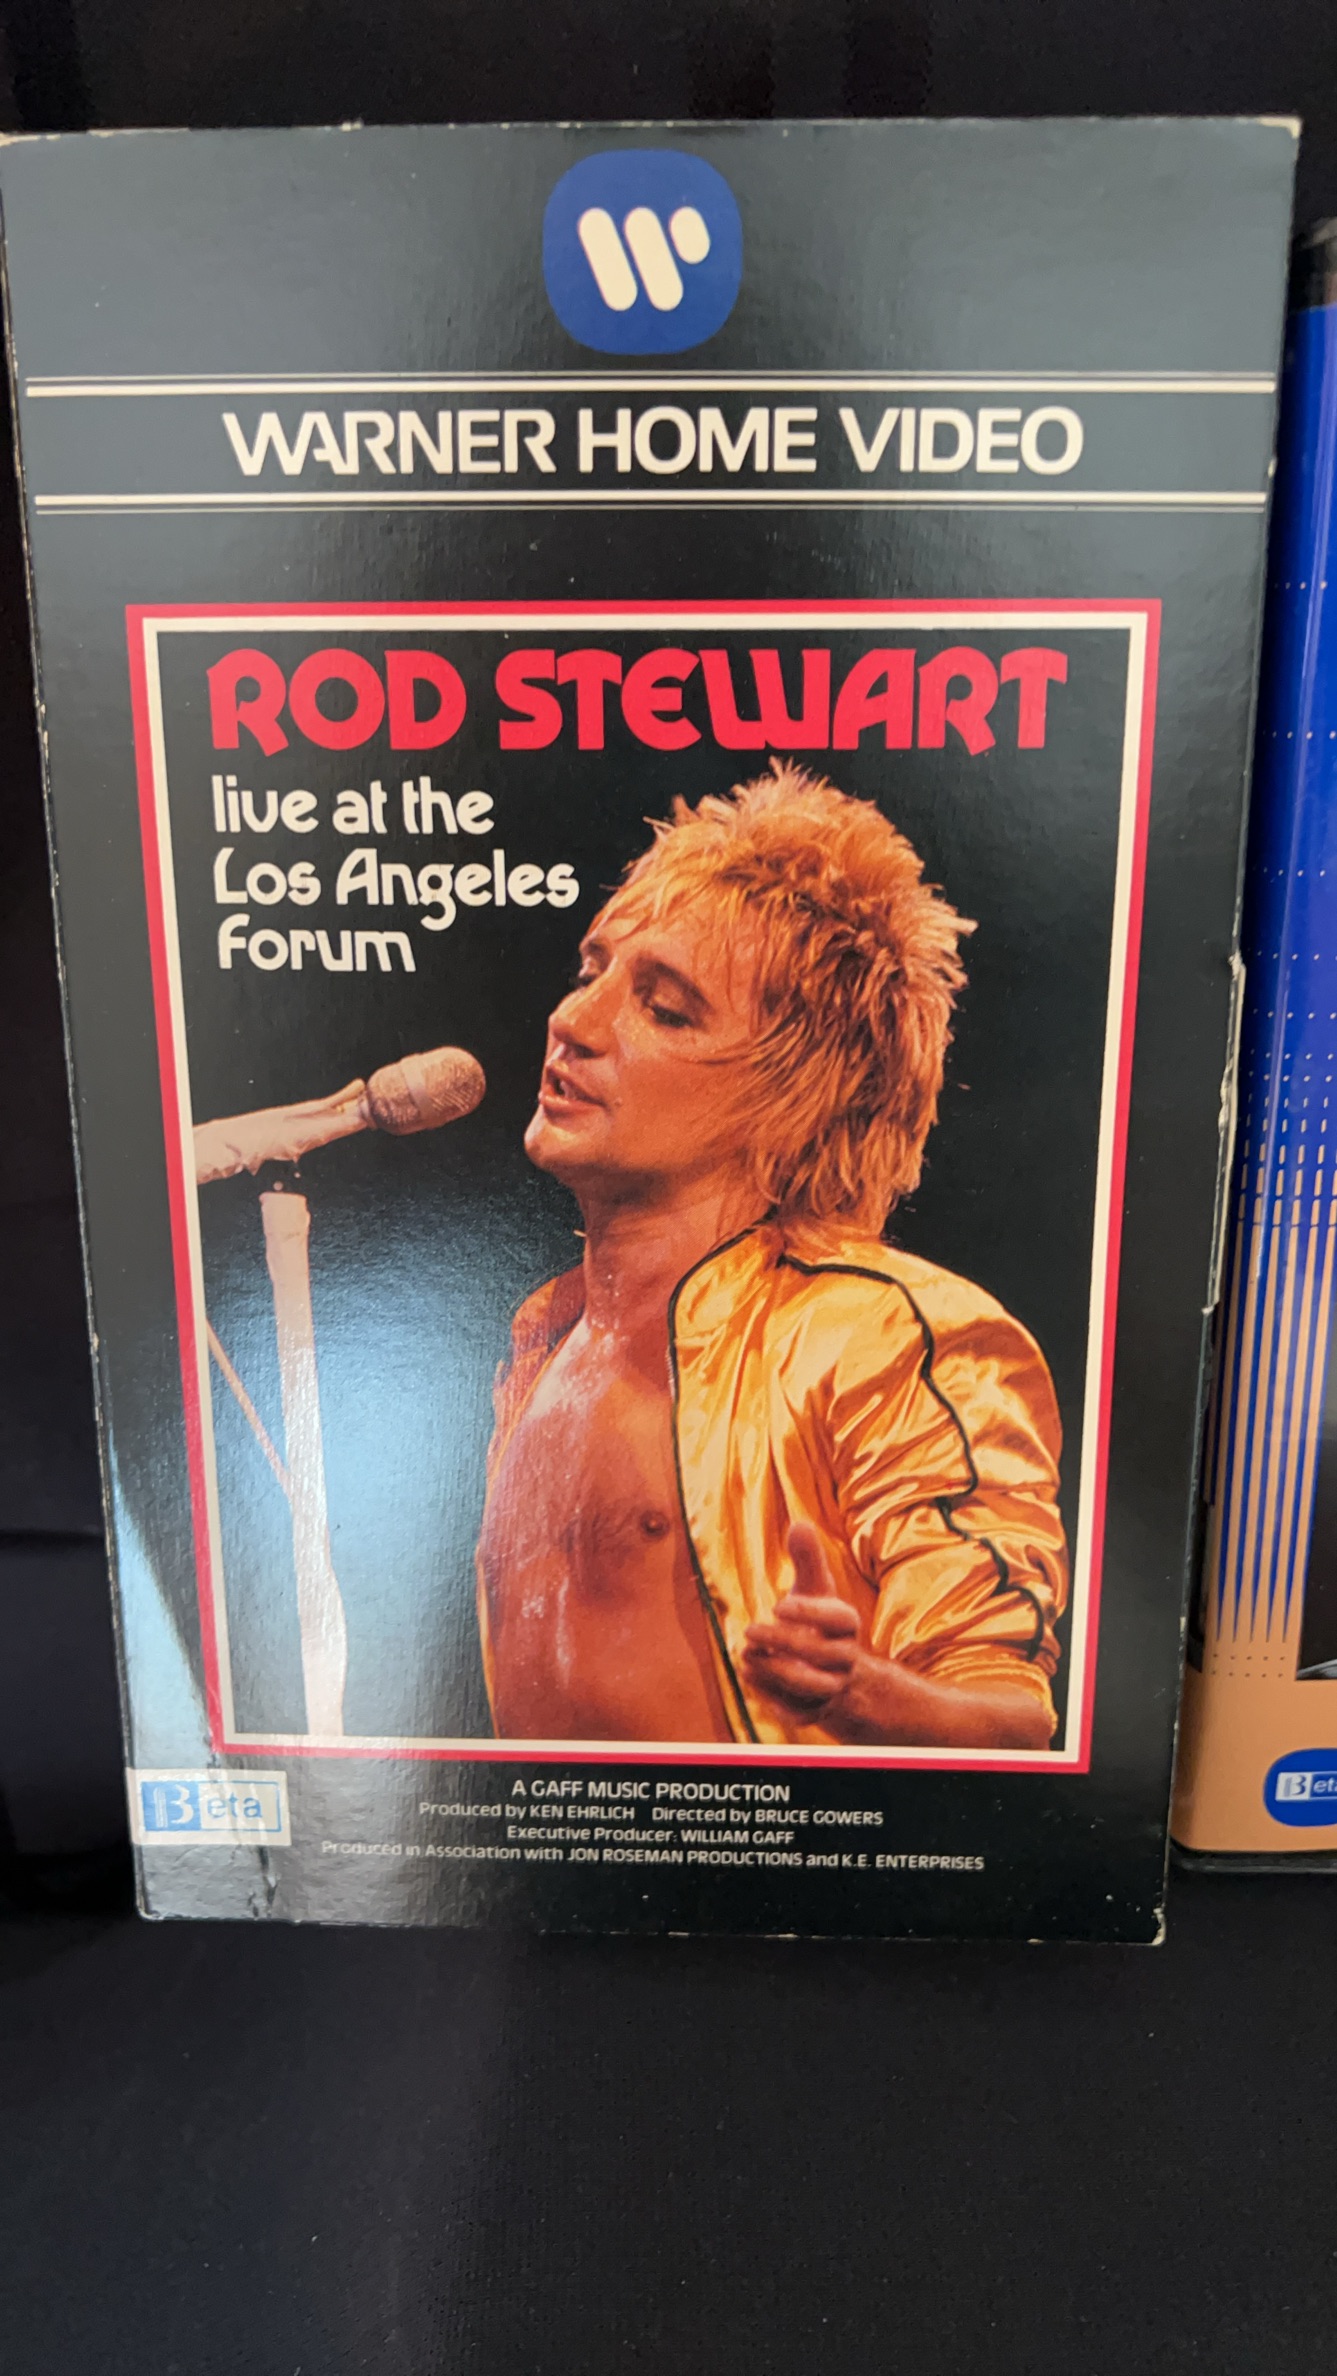 W
WARNER HOME VIDEO
ROD STEWART
live at the
Los Angeles
Forum
A GAFF MUSIC PRODUCTION
Produced by KEN EHRLICH Directed by BRUCE GOWERS
Executive Producer: WILLIAM GAFF
Produced in Association with JON ROSEMAN PRODUCTIONS and K.E. ENTERPRISES
Beta
Beta